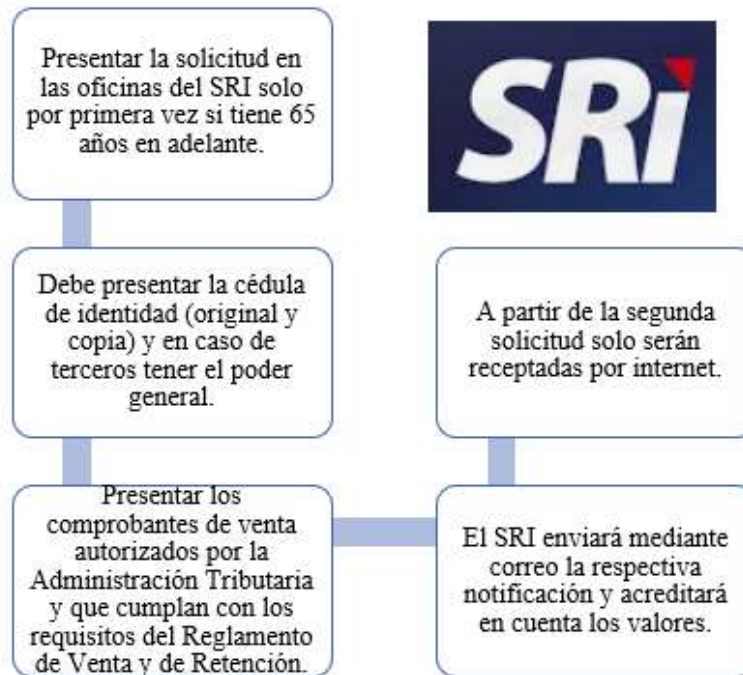 Presentar la solicitud en
las oficinas del SRI solo
por primera vez si tiene 65
años en adelante.
SRi
Debe presentar la cédula
de identidad (original y
copia) y en caso de
terceros tener el poder
general.
Presentar los
comprobantes de venta
autorizados por la
Administración Tributaria
y que cumplan con los
requisitos del Reglamento
de Venta y de Retención.
El SRI enviará mediante
correo la respectiva
notificación y acreditará
en cuenta los valores.
A partir de la segunda
solicitud solo serán
receptadas por internet.